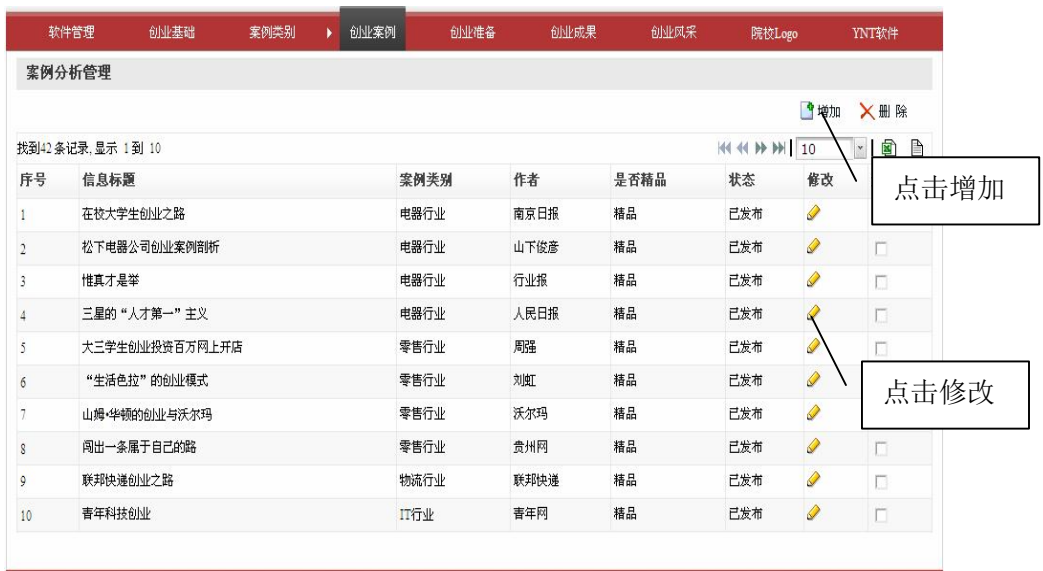 软件管理 创业基础 案例类别 创业案例 创业准备 创业成果 创业风采 院校Logo YNT软件
案例分析管理
增加 删 除
找到42 条记录, 显示 1 到 10 10
点击增加
序号 信息标题 案例类别 作者 是否精品 状态 修改
1 在校大学生创业之路 电器行业 南京日报 精品 已发布
2 松下电器公司创业案例剖析 电器行业 山下俊彦 精品 已发布
3 惟真才是举 电器行业 行业报 精品 已发布
4 三星的“人才第一”主义 电器行业 人民日报 精品 已发布
5 大三学生创业投资百万网上开店 零售行业 周强 精品 已发布
6 “生活色拉”的创业模式 零售行业 刘虹 精品 已发布
点击修改
7 山姆•华顿的创业与沃尔玛 零售行业 沃尔玛 精品 已发布
8 闯出一条属于自己的路 零售行业 贵州网 精品 已发布
9 联邦快递创业之路 物流行业 联邦快递 精品 已发布
10 青年科技创业 IT行业 青年网 精品 已发布